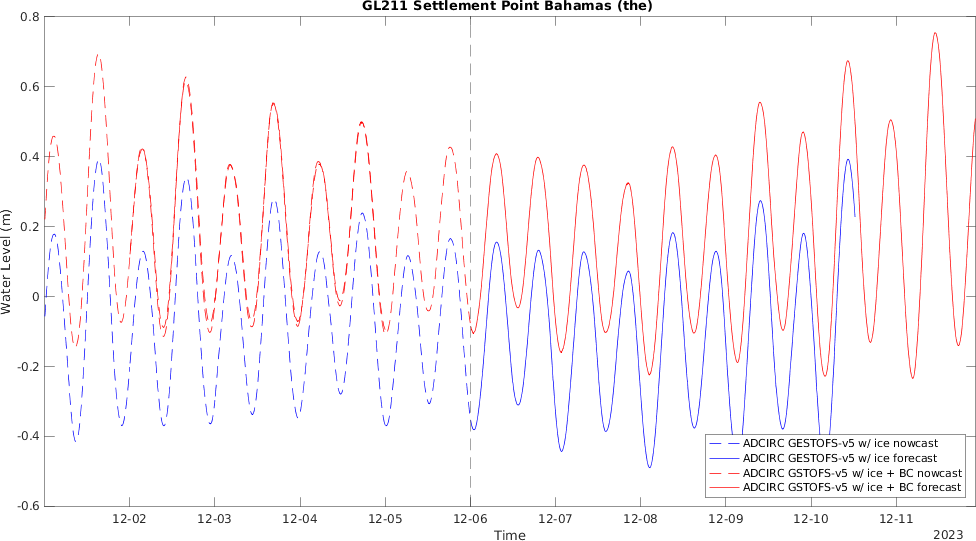 GL211 Settlement Point Bahamas (the)
0.8
0.6
0.4
0.2
0
-0.2
-0.4
-0.6
Water Level (m)
ADCIRC GESTOFS-v5 w/ ice nowcast
ADCIRC GESTOFS-v5 w/ ice forecast
ADCIRC GSTOFS-v5 w/ ice + BC nowcast
ADCIRC GSTOFS-v5 w/ ice + BC forecast
12-02 12-03 12-04 12-05 12-06 12-07 12-08 12-09 12-10 12-11
Time
2023